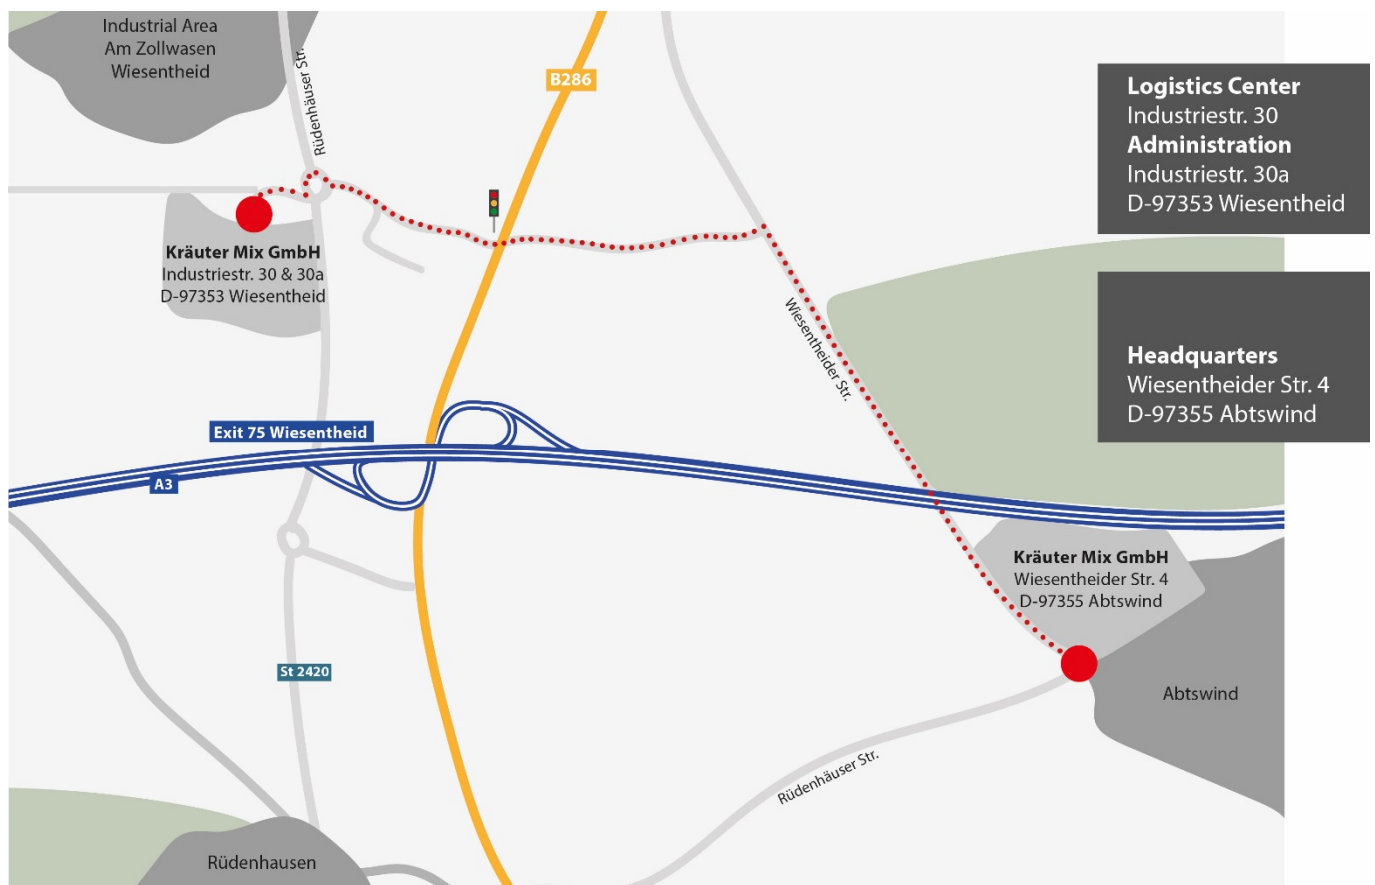 Industrial Area
Am Zollwasen
Wiesentheid
Rüdenhäuser Str.
B286
Logistics Center
Industriestr. 30
Administration
Industriestr. 30a
D-97353 Wiesentheid
Kräuter Mix GmbH
Industriestr. 30 & 30a
D-97353 Wiesentheid
Wiesentheider Str.
Headquarters
Wiesentheider Str. 4
D-97355 Abtswind
Exit 75 Wiesentheid
A3
Kräuter Mix GmbH
Wiesentheider Str. 4
D-97355 Abtswind
St 2420
Abtswind
Rüdenhäuser Str.
Rüdenhausen